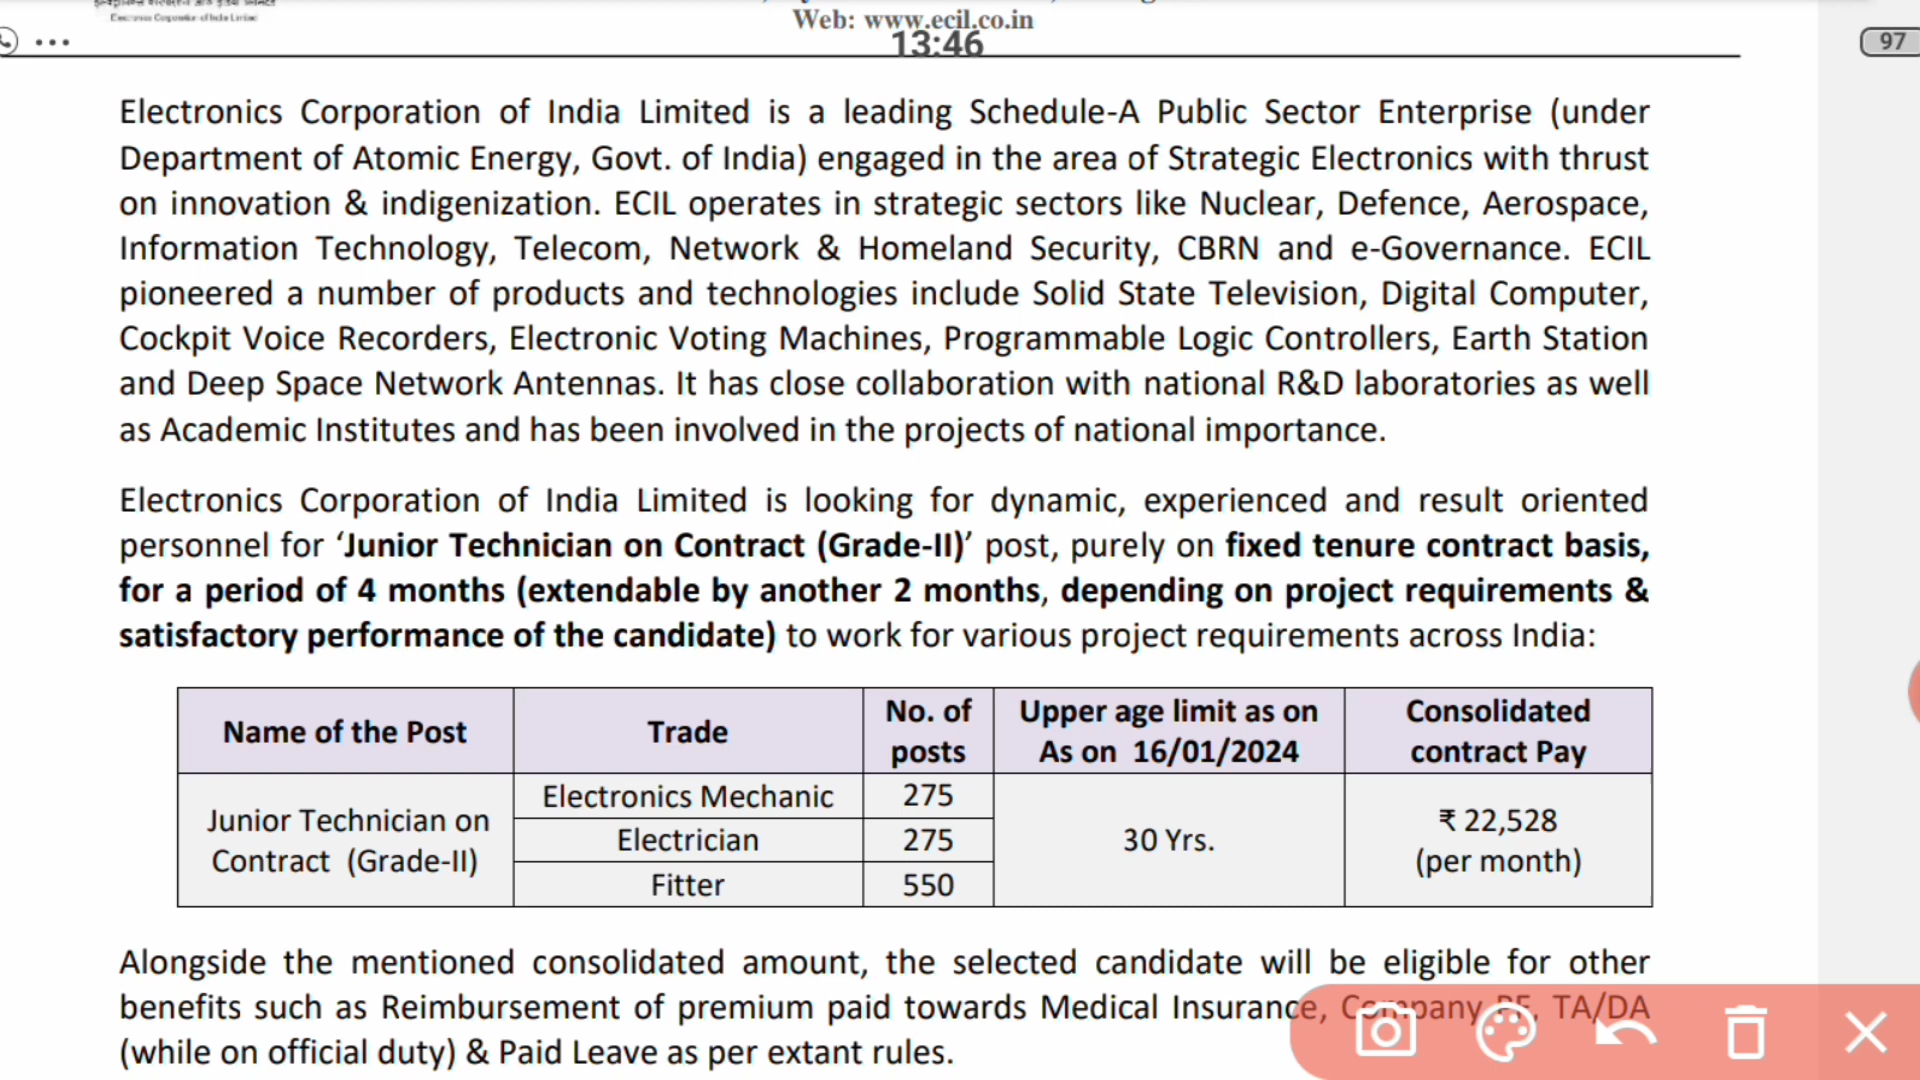 Web: www.ecil.co.in
13:46
97
Electronics Corporation of India Limited is a leading Schedule-A Public Sector Enterprise (under
Department of Atomic Energy, Govt. of India) engaged in the area of Strategic Electronics with thrust
on innovation & indigenization. ECIL operates in strategic sectors like Nuclear, Defence, Aerospace,
Information Technology, Telecom, Network & Homeland Security, CBRN and e-Governance. ECIL
pioneered a number of products and technologies include Solid State Television, Digital Computer,
Cockpit Voice Recorders, Electronic Voting Machines, Programmable Logic Controllers, Earth Station
and Deep Space Network Antennas. It has close collaboration with national R&D laboratories as well
as Academic Institutes and has been involved in the projects of national importance.
Electronics Corporation of India Limited is looking for dynamic, experienced and result oriented
personnel for ‘Junior Technician on Contract (Grade-II)’ post, purely on fixed tenure contract basis,
for a period of 4 months (extendable by another 2 months, depending on project requirements &
satisfactory performance of the candidate) to work for various project requirements across India:
Name of the Post
Trade
No. of
posts
Upper age limit as on
As on 16/01/2024
Consolidated
contract Pay
Junior Technician on
Contract (Grade-II)
Electronics Mechanic
275
Electrician
275
Fitter
550
30 Yrs.
₹ 22,528
(per month)
Alongside the mentioned consolidated amount, the selected candidate will be eligible for other
benefits such as Reimbursement of premium paid towards Medical Insurance, Company PF, TA/DA
(while on official duty) & Paid Leave as per extant rules.